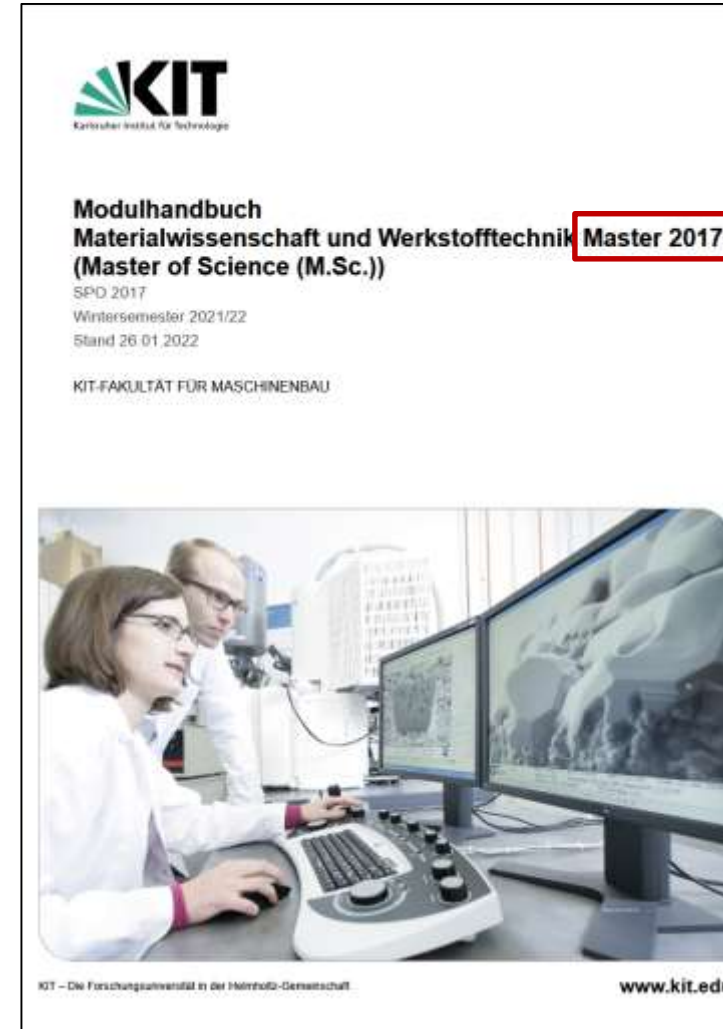 KIT
Karlsruher Institut für Technologie
Modulhandbuch
Materialwissenschaft und Werkstofftechnik Master 2017
(Master of Science (M.Sc.))
SPO 2017
Wintersemester 2021/22
Stand 26.01.2022
KIT-FAKULTÄT FÜR MASCHINENBAU
KIT – Die Forschungsuniversität in der Helmholtz-Gemeinschaft
www.kit.edu